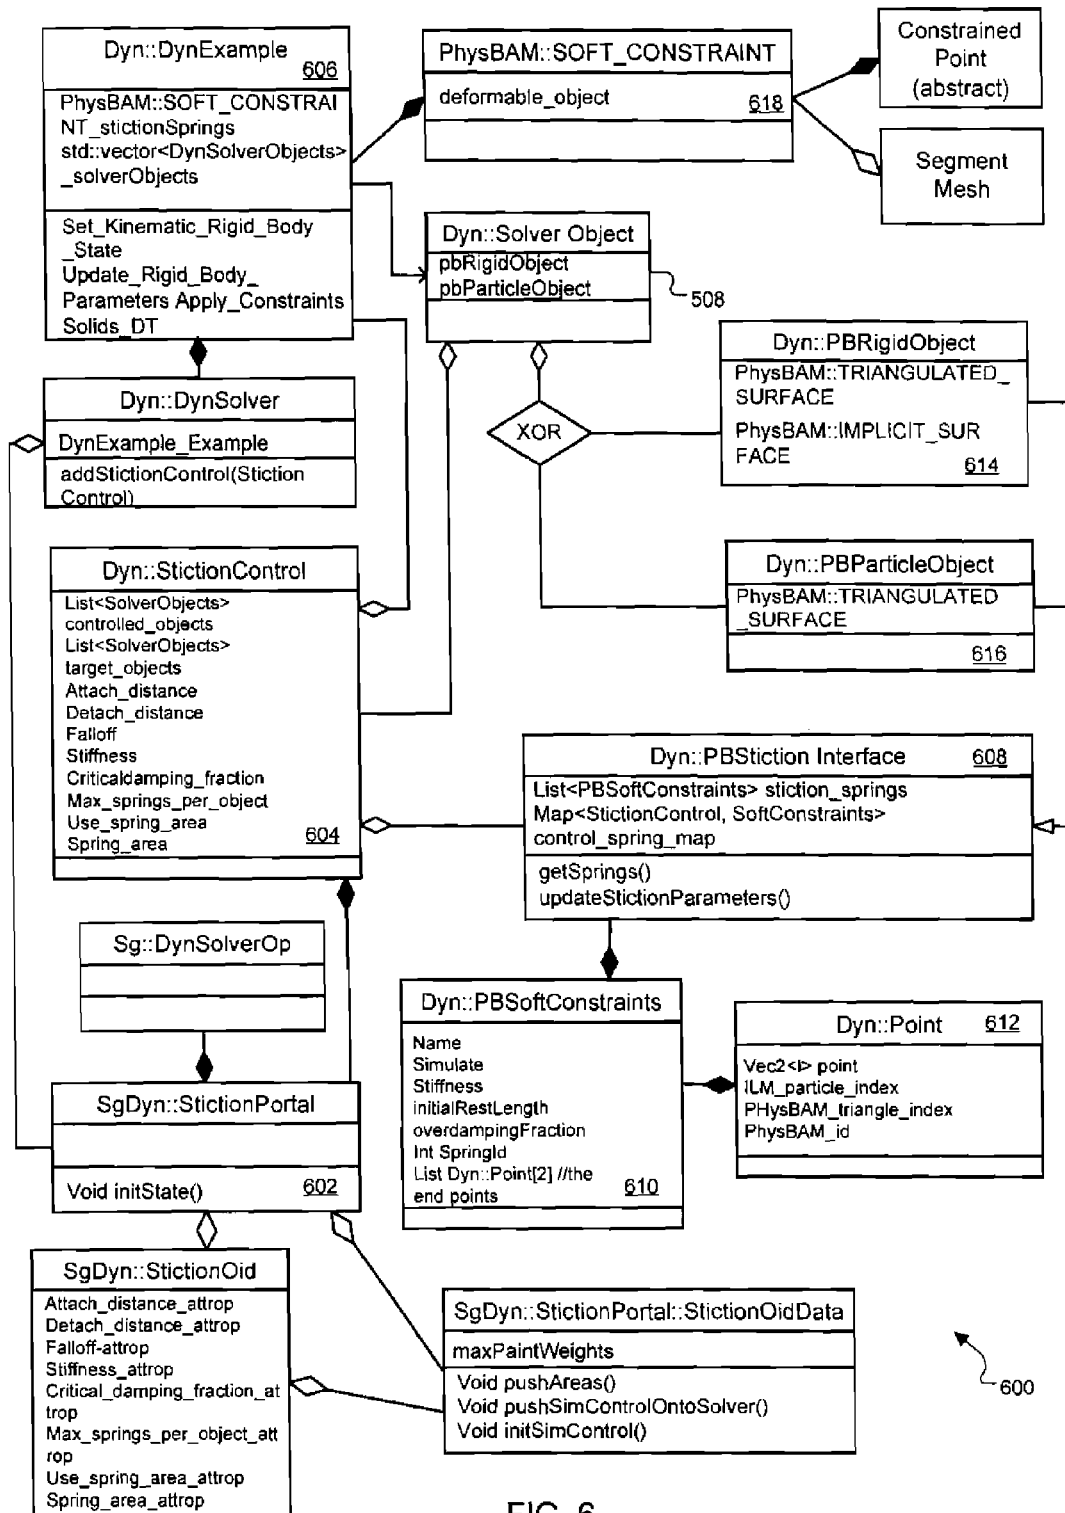 Dyn::DynExample
606
PhysBAM::SOFT_CONSTRAI
NT_stictionSprings
std::vector<DynSolverObjects>
_solverObjects
Set_Kinematic_Rigid_Body
_State
Update_Rigid_Body_
Parameters Apply_Constraints
Solids_DT
PhysBAM::SOFT_CONSTRAINT
deformable_object
618
Constrained
Point
(abstract)
Segment
Mesh
Dyn::Solver Object
pbRigidObject
pbParticleObject
508
Dyn::DynSolver
DynExample_Example
addStictionControl(Stiction
Control)
XOR
Dyn::PBRigidObject
PhysBAM::TRIANGULATED_
SURFACE
PhysBAM::IMPLICIT_SUR
FACE
614
Dyn::PBParticleObject
PhysBAM::TRIANGULATED
_SURFACE
616
Dyn::StictionControl
List<SolverObjects>
controlled_objects
List<SolverObjects>
target_objects
Attach_distance
Detach_distance
Falloff
Stiffness
Criticaldamping_fraction
Max_springs_per_object
Use_spring_area
Spring_area
604
Dyn::PBStiction Interface
608
List<PBSoftConstraints> stiction_springs
Map<StictionControl, SoftConstraints>
control_spring_map
getSprings()
updateStictionParameters()
Sg::DynSolverOp
Dyn::PBSoftConstraints
Name
Simulate
Stiffness
initialRestLength
overdampingFraction
Int SpringId
List Dyn::Point[2] //the
end points
610
Dyn::Point
612
Vec2<I> point
ILM_particle_index
PHysBAM_triangle_index
PhysBAM_id
SgDyn::StictionPortal
Void initState()
602
SgDyn::StictionOid
Attach_distance_attrop
Detach_distance_attrop
Falloff-attrop
Stiffness_attrop
Critical_damping_fraction_at
trop
Max_springs_per_object_att
rop
Use_spring_area_attrop
Spring_area_attrop
SgDyn::StictionPortal::StictionOidData
maxPaintWeights
Void pushAreas()
Void pushSimControlOntoSolver()
Void initSimControl()
600
FIG. 6